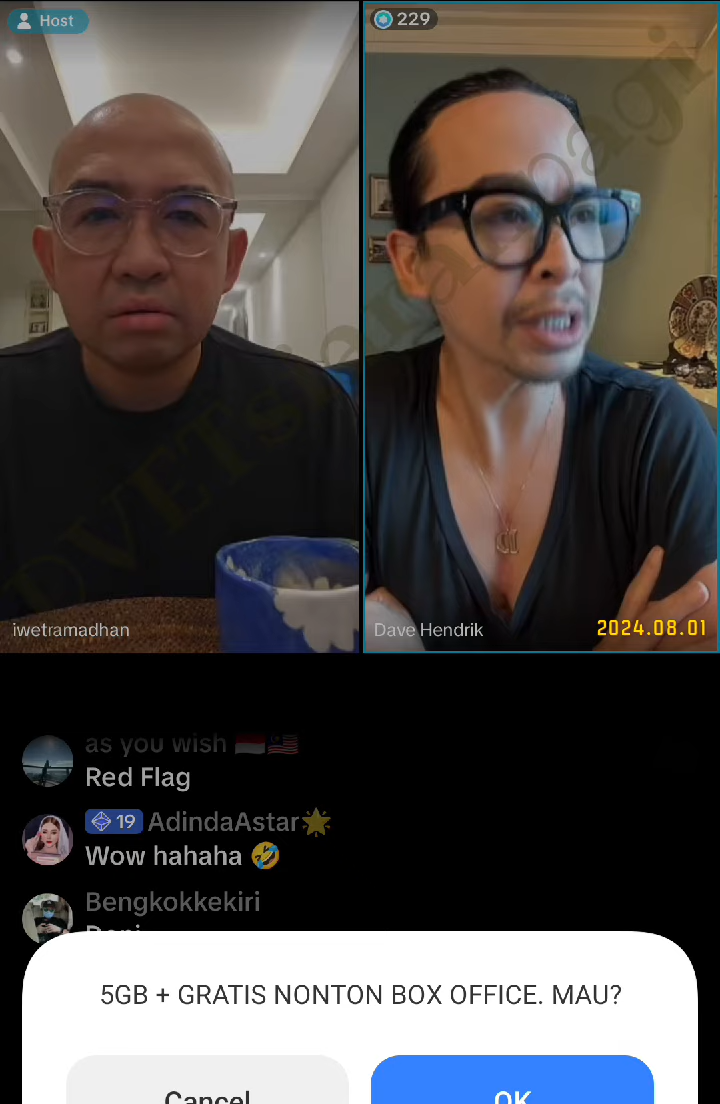 Host
229
DVETsiarapagi
iwetramadhan
Dave Hendrik
2024.08.01
as you wish 🇮🇩🇲🇾
Red Flag
19 AdindaAstar🌟
Wow hahaha 🤣
Bengkokkekiri
5GB + GRATIS NONTON BOX OFFICE. MAU?
Cancel
OK